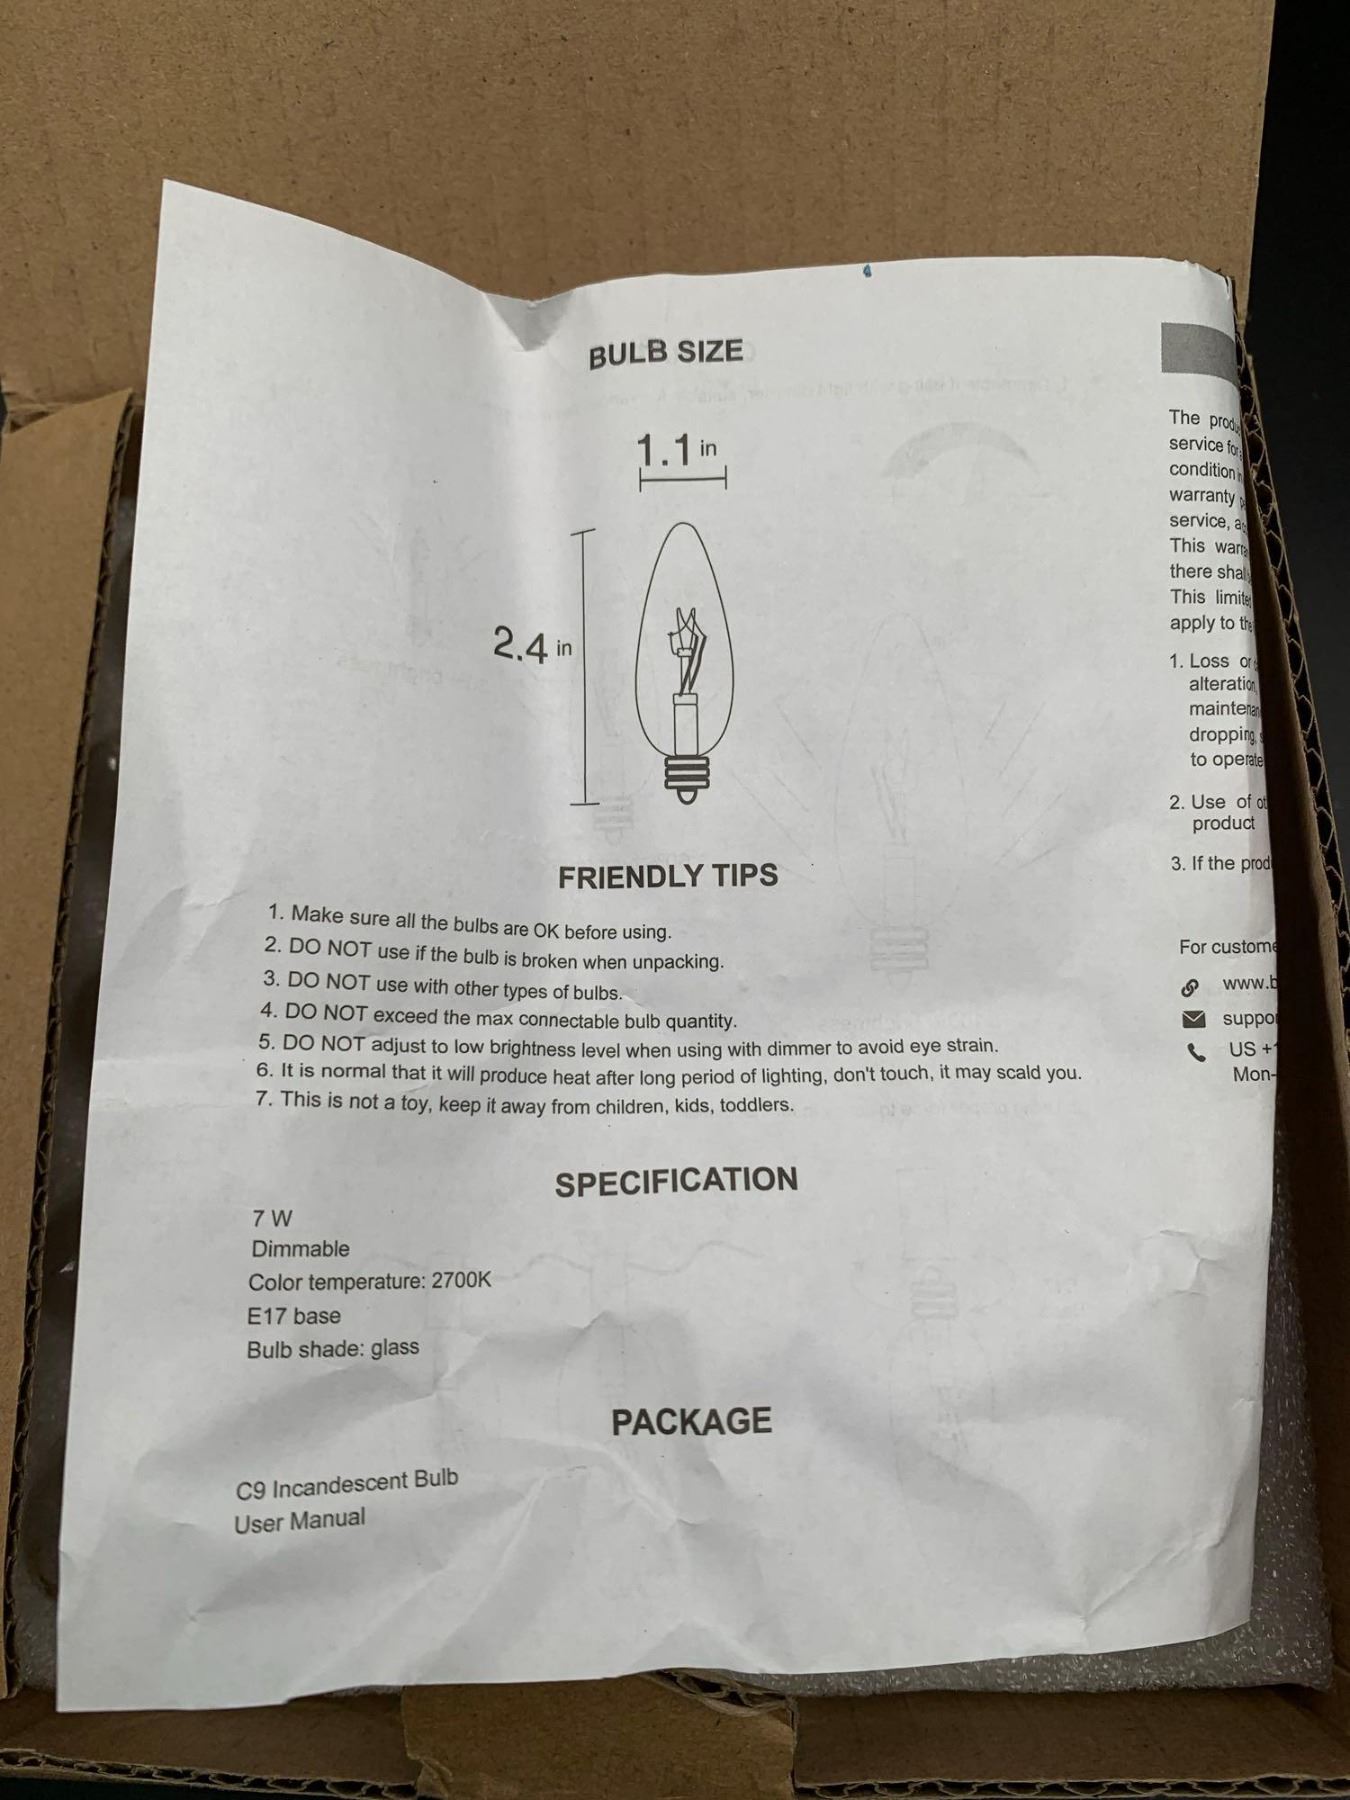 BULB SIZE
1.1 in
2.4 in
FRIENDLY TIPS
1. Make sure all the bulbs are OK before using.
2. DO NOT use if the bulb is broken when unpacking.
3. DO NOT use with other types of bulbs.
4. DO NOT exceed the max connectable bulb quantity.
5. DO NOT adjust to low brightness level when using with dimmer to avoid eye strain.
6. It is normal that it will produce heat after long period of lighting, don't touch, it may scald you.
7. This is not a toy, keep it away from children, kids, toddlers.
SPECIFICATION
7 W
Dimmable
Color temperature: 2700K
E17 base
Bulb shade: glass
PACKAGE
C9 Incandescent Bulb
User Manual
The
service
condition
warranty
service,
This
there
This
apply to
1. Loss or
dropping,
to operate
2. Use of
product
3. If the
For
US